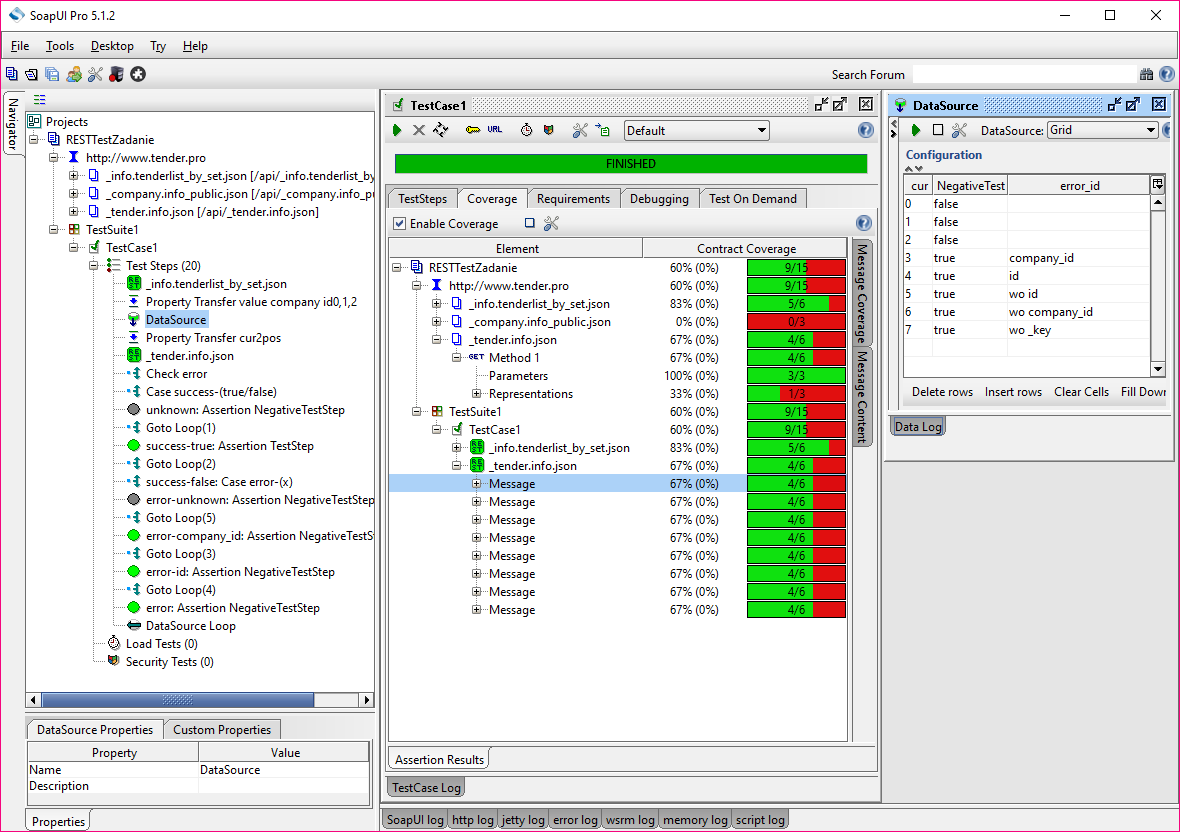 SoapUI Pro 5.1.2
File Tools Desktop Try Help
Search Forum
Navigator
Projects
RESTTestZadanie
http://www.tender.pro
_info.tenderlist_by_set.json [/api/_info.tenderlist_by
_company.info_public.json [/api/_company.info_p
_tender.info.json [/api/_tender.info.json]
TestSuite1
TestCase1
Test Steps (20)
_info.tenderlist_by_set.json
Property Transfer value company id0,1,2
DataSource
Property Transfer cur2pos
_tender.info.json
Check error
Case success-(true/false)
unknown: Assertion NegativeTestStep
Goto Loop(1)
success-true: Assertion TestStep
Goto Loop(2)
success-false: Case error-(x)
error-unknown: Assertion NegativeTestStep
Goto Loop(5)
error-company_id: Assertion NegativeTestS
Goto Loop(3)
error-id: Assertion NegativeTestStep
Goto Loop(4)
error: Assertion NegativeTestStep
DataSource Loop
Load Tests (0)
Security Tests (0)
DataSource Properties Custom Properties
Property Value
Name DataSource
Description
Properties
TestCase1
URL Default
FINISHED
TestSteps Coverage Requirements Debugging Test On Demand
Enable Coverage
Element Contract Coverage
RESTTestZadanie 60% (0%) 9/15
http://www.tender.pro 60% (0%) 9/15
_info.tenderlist_by_set.json 83% (0%) 5/6
_company.info_public.json 0% (0%) 0/3
_tender.info.json 67% (0%) 4/6
GET Method 1 67% (0%) 4/6
Parameters 100% (0%) 3/3
Representations 33% (0%) 1/3
TestSuite1 60% (0%) 9/15
TestCase1 60% (0%) 9/15
_info.tenderlist_by_set.json 83% (0%) 5/6
_tender.info.json 67% (0%) 4/6
Message 67% (0%) 4/6
Message 67% (0%) 4/6
Message 67% (0%) 4/6
Message 67% (0%) 4/6
Message 67% (0%) 4/6
Message 67% (0%) 4/6
Message 67% (0%) 4/6
Message 67% (0%) 4/6
Message Coverage
Message Content
Assertion Results
TestCase Log
SoapUI log http log jetty log error log wsrm log memory log script log
DataSource
DataSource: Grid
Configuration
cur NegativeTest error_id
0 false
1 false
2 false
3 true company_id
4 true id
5 true wo id
6 true wo company_id
7 true wo _key
Delete rows Insert rows Clear Cells Fill Down
Data Log